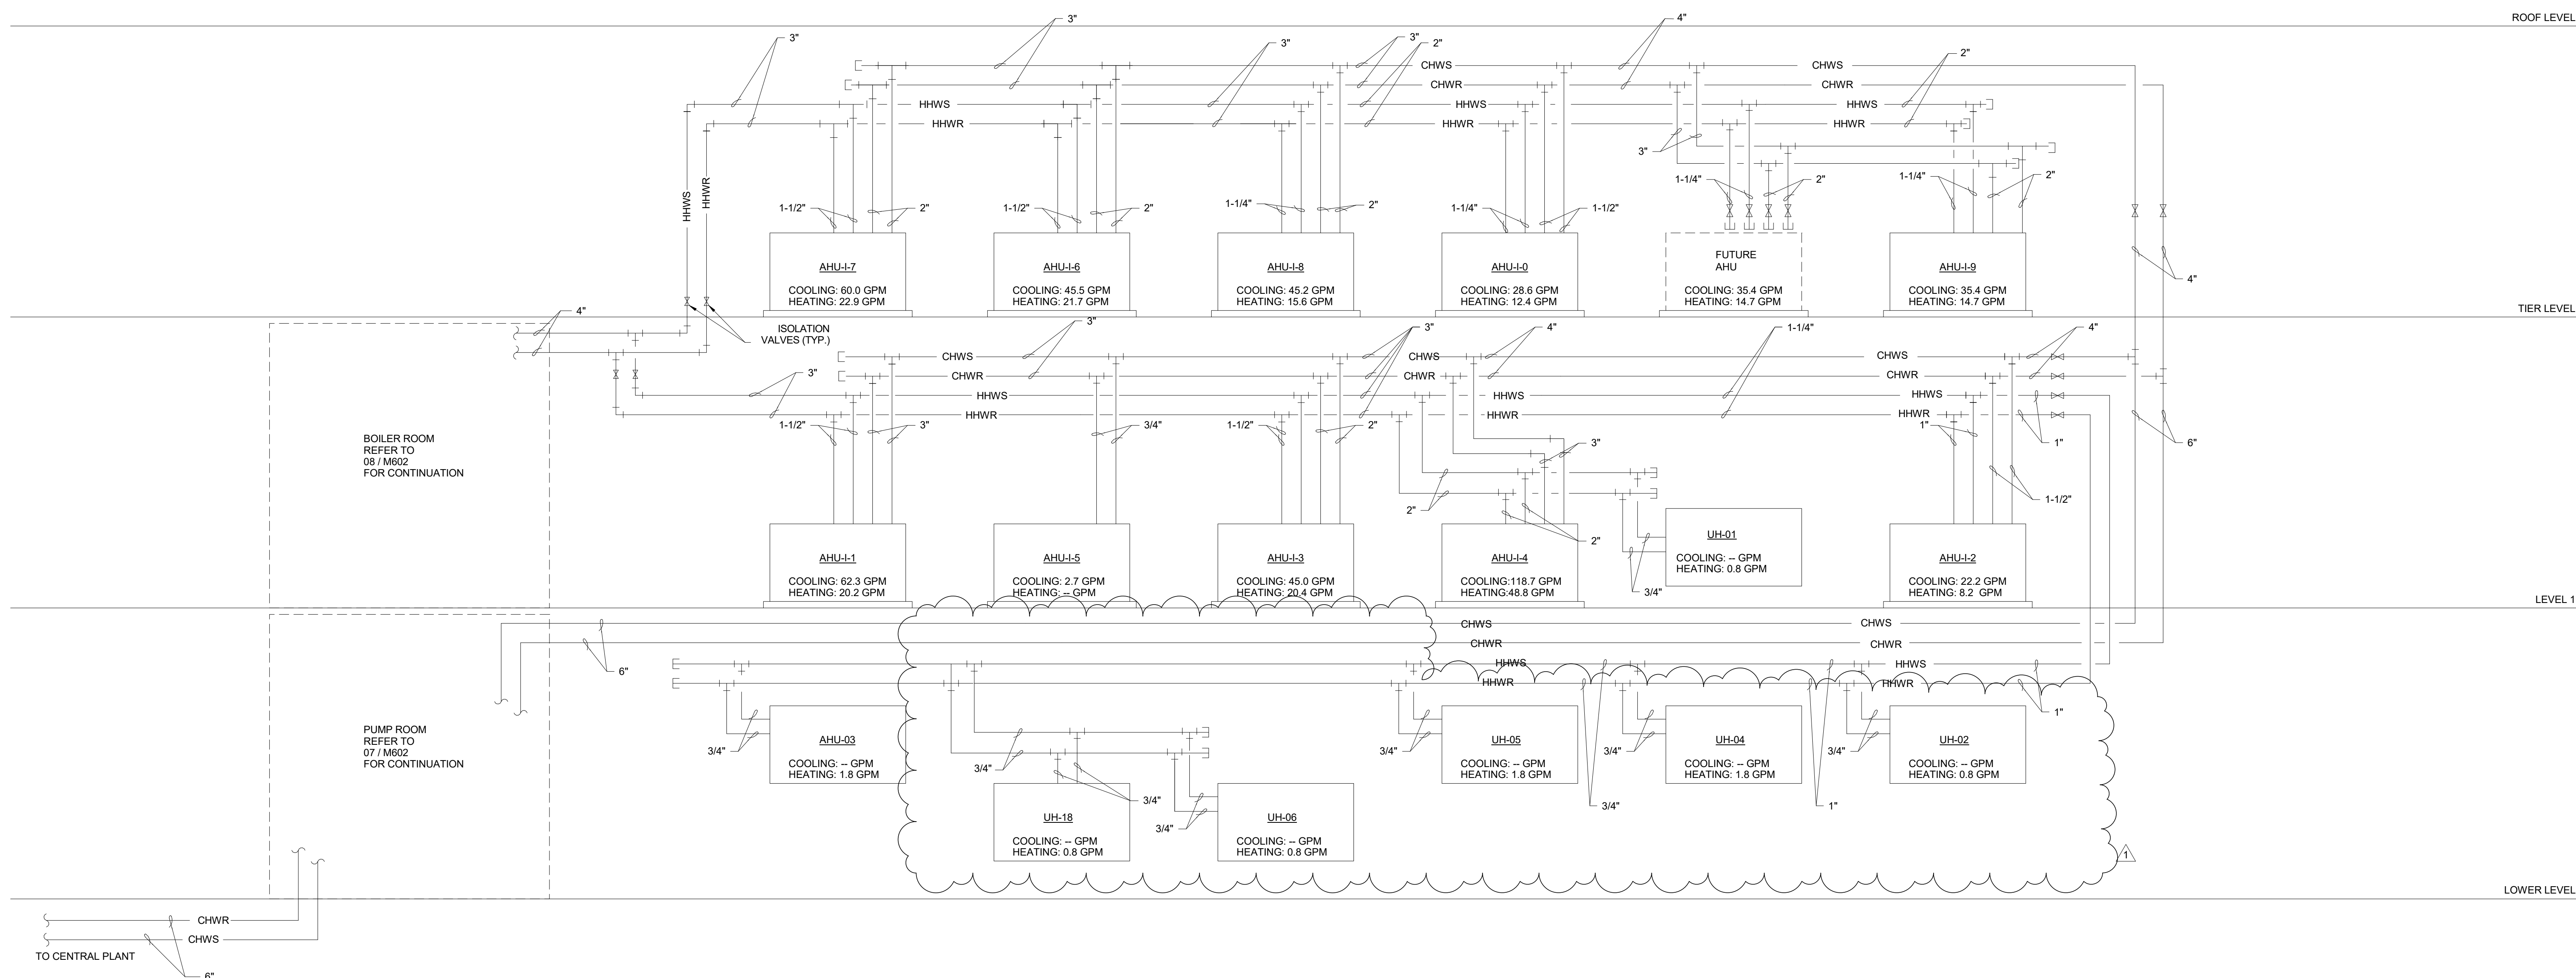 ROOF LEVEL
3"
4"
3"
3"
3"
2"
2"
CHWS
CHWS
CHWR
CHWR
HHWS
HHWS
HHWS
HHWR
HHWR
HHWR
3"
HHWS
HHWR
1-1/2"
2"
1-1/2"
2"
1-1/4"
2"
1-1/4"
1-1/2"
1-1/4"
2"
1-1/4"
2"
AHU-I-7
COOLING: 60.0 GPM
HEATING: 22.9 GPM
AHU-I-6
COOLING: 45.5 GPM
HEATING: 21.7 GPM
AHU-I-8
COOLING: 45.2 GPM
HEATING: 15.6 GPM
AHU-I-0
COOLING: 28.6 GPM
HEATING: 12.4 GPM
FUTURE
AHU
COOLING: 35.4 GPM
HEATING: 14.7 GPM
AHU-I-9
COOLING: 35.4 GPM
HEATING: 14.7 GPM
4"
TIER LEVEL
4"
ISOLATION
VALVES (TYP.)
3"
3"
4"
1-1/4"
4"
CHWS
CHWS
CHWS
CHWR
CHWR
CHWR
3"
HHWS
HHWS
HHWS
HHWR
HHWR
HHWR
1-1/2"
3"
3/4"
1-1/2"
2"
3"
1"
1"
6"
2"
2"
1-1/2"
BOILER ROOM
REFER TO
08 / M602
FOR CONTINUATION
AHU-I-1
COOLING: 62.3 GPM
HEATING: 20.2 GPM
AHU-I-5
COOLING: 2.7 GPM
HEATING: -- GPM
AHU-I-3
COOLING: 45.0 GPM
HEATING: 20.4 GPM
AHU-I-4
COOLING:118.7 GPM
HEATING:48.8 GPM
UH-01
COOLING: -- GPM
HEATING: 0.8 GPM
3/4"
AHU-I-2
COOLING: 22.2 GPM
HEATING: 8.2 GPM
LEVEL 1
CHWS
CHWS
CHWR
CHWR
6"
HHWS
HHWS
HHWR
HHWR
1"
PUMP ROOM
REFER TO
07 / M602
FOR CONTINUATION
3/4"
AHU-03
COOLING: -- GPM
HEATING: 1.8 GPM
3/4"
3/4"
UH-18
COOLING: -- GPM
HEATING: 0.8 GPM
3/4"
UH-06
COOLING: -- GPM
HEATING: 0.8 GPM
3/4"
UH-05
COOLING: -- GPM
HEATING: 1.8 GPM
3/4"
3/4"
UH-04
COOLING: -- GPM
HEATING: 1.8 GPM
1"
3/4"
UH-02
COOLING: -- GPM
HEATING: 0.8 GPM
1
LOWER LEVEL
CHWR
CHWS
TO CENTRAL PLANT
6"